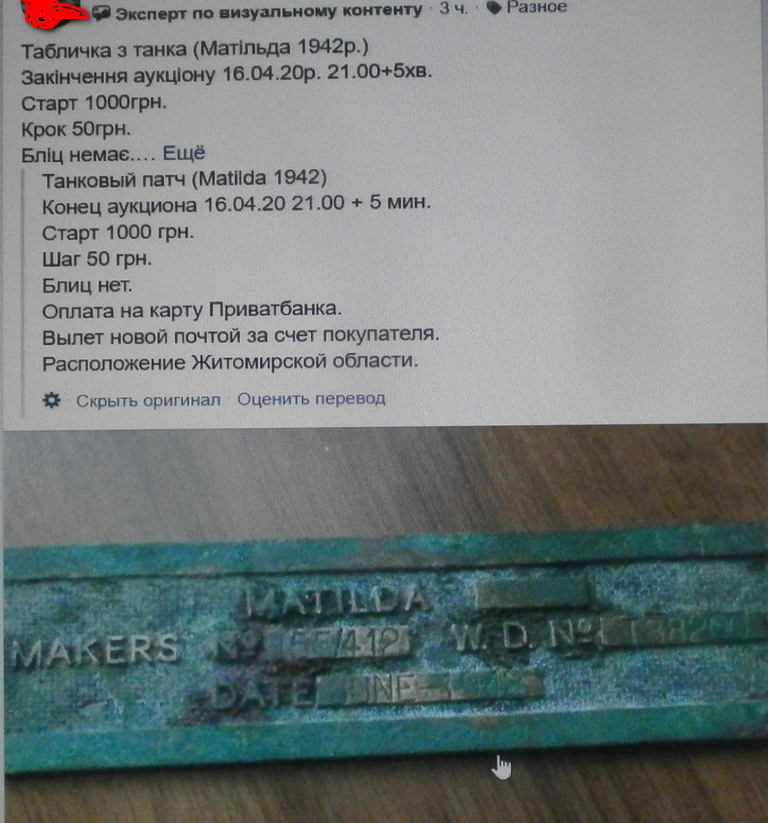 Эксперт по визуальному контенту · 3 ч. · Разное
Табличка з танка (Матільда 1942р.)
Закінчення аукціону 16.04.20р. 21.00+5хв.
Старт 1000грн.
Крок 50грн.
Бліц немає.... Ещё
Танковый патч (Matilda 1942)
Конец аукциона 16.04.20 21.00 + 5 мин.
Старт 1000 грн.
Шаг 50 грн.
Блиц нет.
Оплата на карту Приватбанка.
Вылет новой почтой за счет покупателя.
Расположение Житомирской области.
Скрыть оригинал · Оценить перевод
MATILDA
MAKERS Nº W. D. Nº
DATE